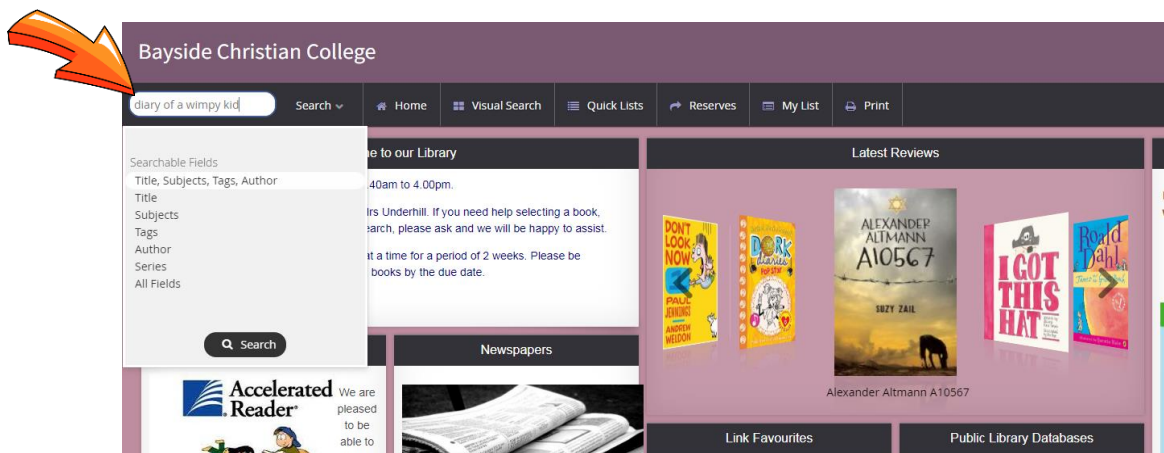 Bayside Christian College
diary of a wimpy kid
Search
Home
Visual Search
Quick Lists
Reserves
My List
Print
Searchable Fields
Title, Subjects, Tags, Author
Title
Subjects
Tags
Author
Series
All Fields
Search
e to our Library
40am to 4.00pm.
rs Underhill. If you need help selecting a book,
earch, please ask and we will be happy to assist.
at a time for a period of 2 weeks. Please be
books by the due date.
Latest Reviews
DON'T
LOOK
NOW
PAUL
JENNINGS
ANDREW
WELDON
DORK
diaries
POP STAR
ALEXANDER
ALTMANN
A10567
SUZY ZAIL
I GOT
THIS
HAT
Roald
Dahl
Alexander Altmann A10567
Accelerated
Reader
We are
pleased
to be
able to
Newspapers
Link Favourites
Public Library Databases